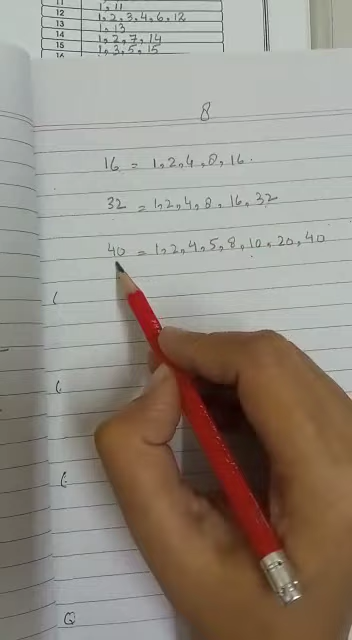 11 1, 11
12 1, 2, 3, 4, 6, 12
13 1, 13
14 1, 2, 7, 14
15 1, 3, 5, 15
8
16 = 1, 2, 4, 8, 16.
32 = 1, 2, 4, 8, 16, 32
40 = 1, 2, 4, 5, 8, 10, 20, 40
(
(
(
Q